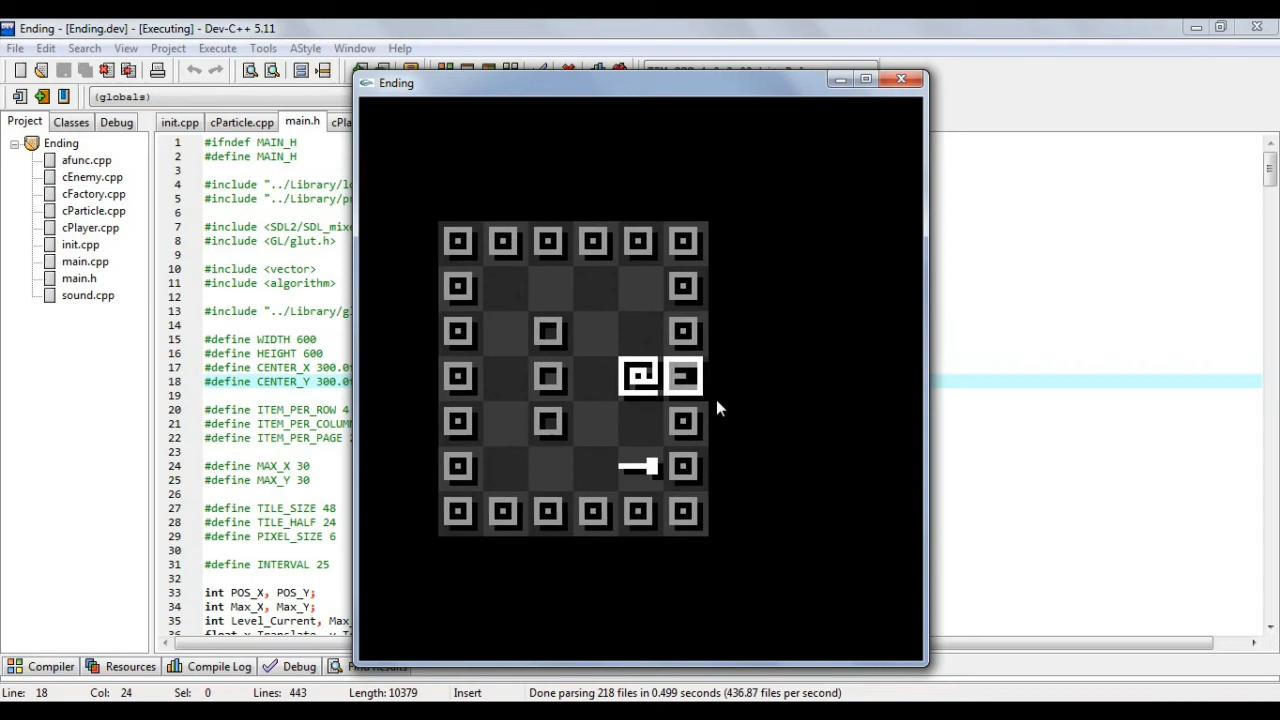 Ending - [Ending.dev] - [Executing] - Dev-C++ 5.11
File Edit Search View Project Execute Tools AStyle Window Help
(globals)
Ending
Project Classes Debug
init.cpp cParticle.cpp main.h
Ending
afunc.cpp
cEnemy.cpp
cFactory.cpp
cParticle.cpp
cPlayer.cpp
init.cpp
main.cpp
main.h
sound.cpp
1 #ifndef MAIN_H
2 #define MAIN_H
3
4 #include "../Library/
5 #include "../Library/
6
7 #include <SDL2/SDL_mix
8 #include <GL/glut.h>
9
10 #include <vector>
11 #include <algorithm>
12
13 #include "../Library/
14
15 #define WIDTH 600
16 #define HEIGHT 600
17 #define CENTER_X 300.0
18 #define CENTER_Y 300.0
19
20 #define ITEM_PER_ROW 4
21 #define ITEM_PER_COLUM
22 #define ITEM_PER_PAGE
23
24 #define MAX_X 30
25 #define MAX_Y 30
26
27 #define TILE_SIZE 48
28 #define TILE_HALF 24
29 #define PIXEL_SIZE 6
30
31 #define INTERVAL 25
32
33 int POS_X, POS_Y;
34 int Max_X, Max_Y;
35 int Level_Current, Max
Compiler Resources Compile Log Debug Find Results
Line: 18 Col: 24 Sel: 0 Lines: 443 Length: 10379 Insert Done parsing 218 files in 0.499 seconds (436.87 files per second)